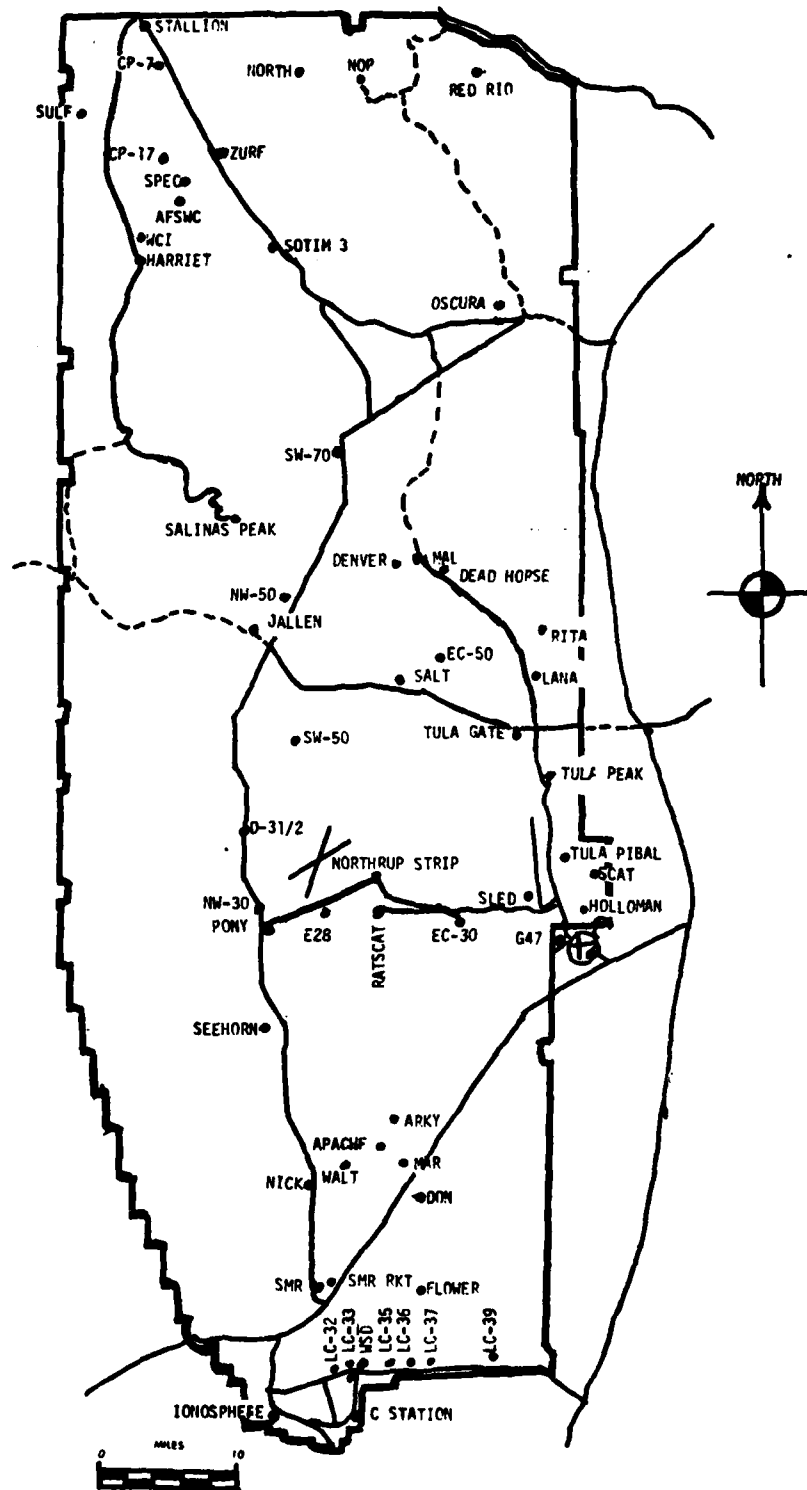 STALLION
CP-7
NORTH
NOP
RED RIO
SULF
CP-17
ZURF
SPEC
AFSWC
WCI
HARRIET
SOTIM 3
OSCURA
SW-70
NORTH
SALINAS PEAK
DENVER
MAL
DEAD HOPSE
NW-50
JALLEN
RITA
EC-50
SALT
LANA
SW-50
TULA GATE
TULA PEAK
D-31/2
NORTHRUP STRIP
TULA PIBAL
SCAT
SLED
NW-30
HOLLOMAN
PONY
E28
RATSCAT
EC-30
G47
SEEHORN
ARKY
APACHF
WALT
MAR
NICK
DON
SMR
SMR RKT
FLOWER
LC-32
LC-33
WSD
LC-35
LC-36
LC-37
LC-39
IONOSPHERE
C STATION
0 MILES 10